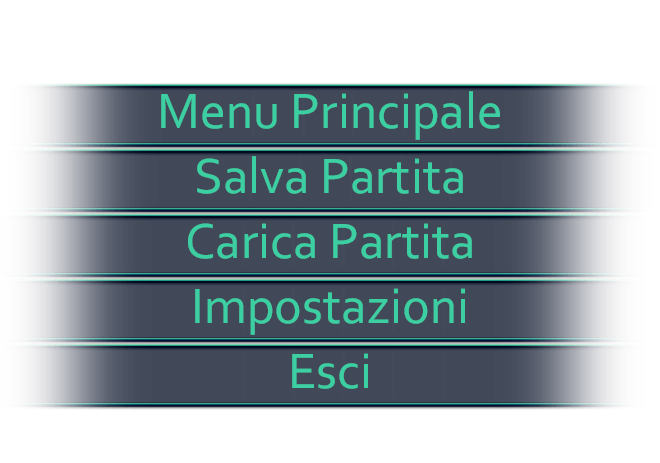 Menu Principale
Salva Partita
Carica Partita
Impostazioni
Esci